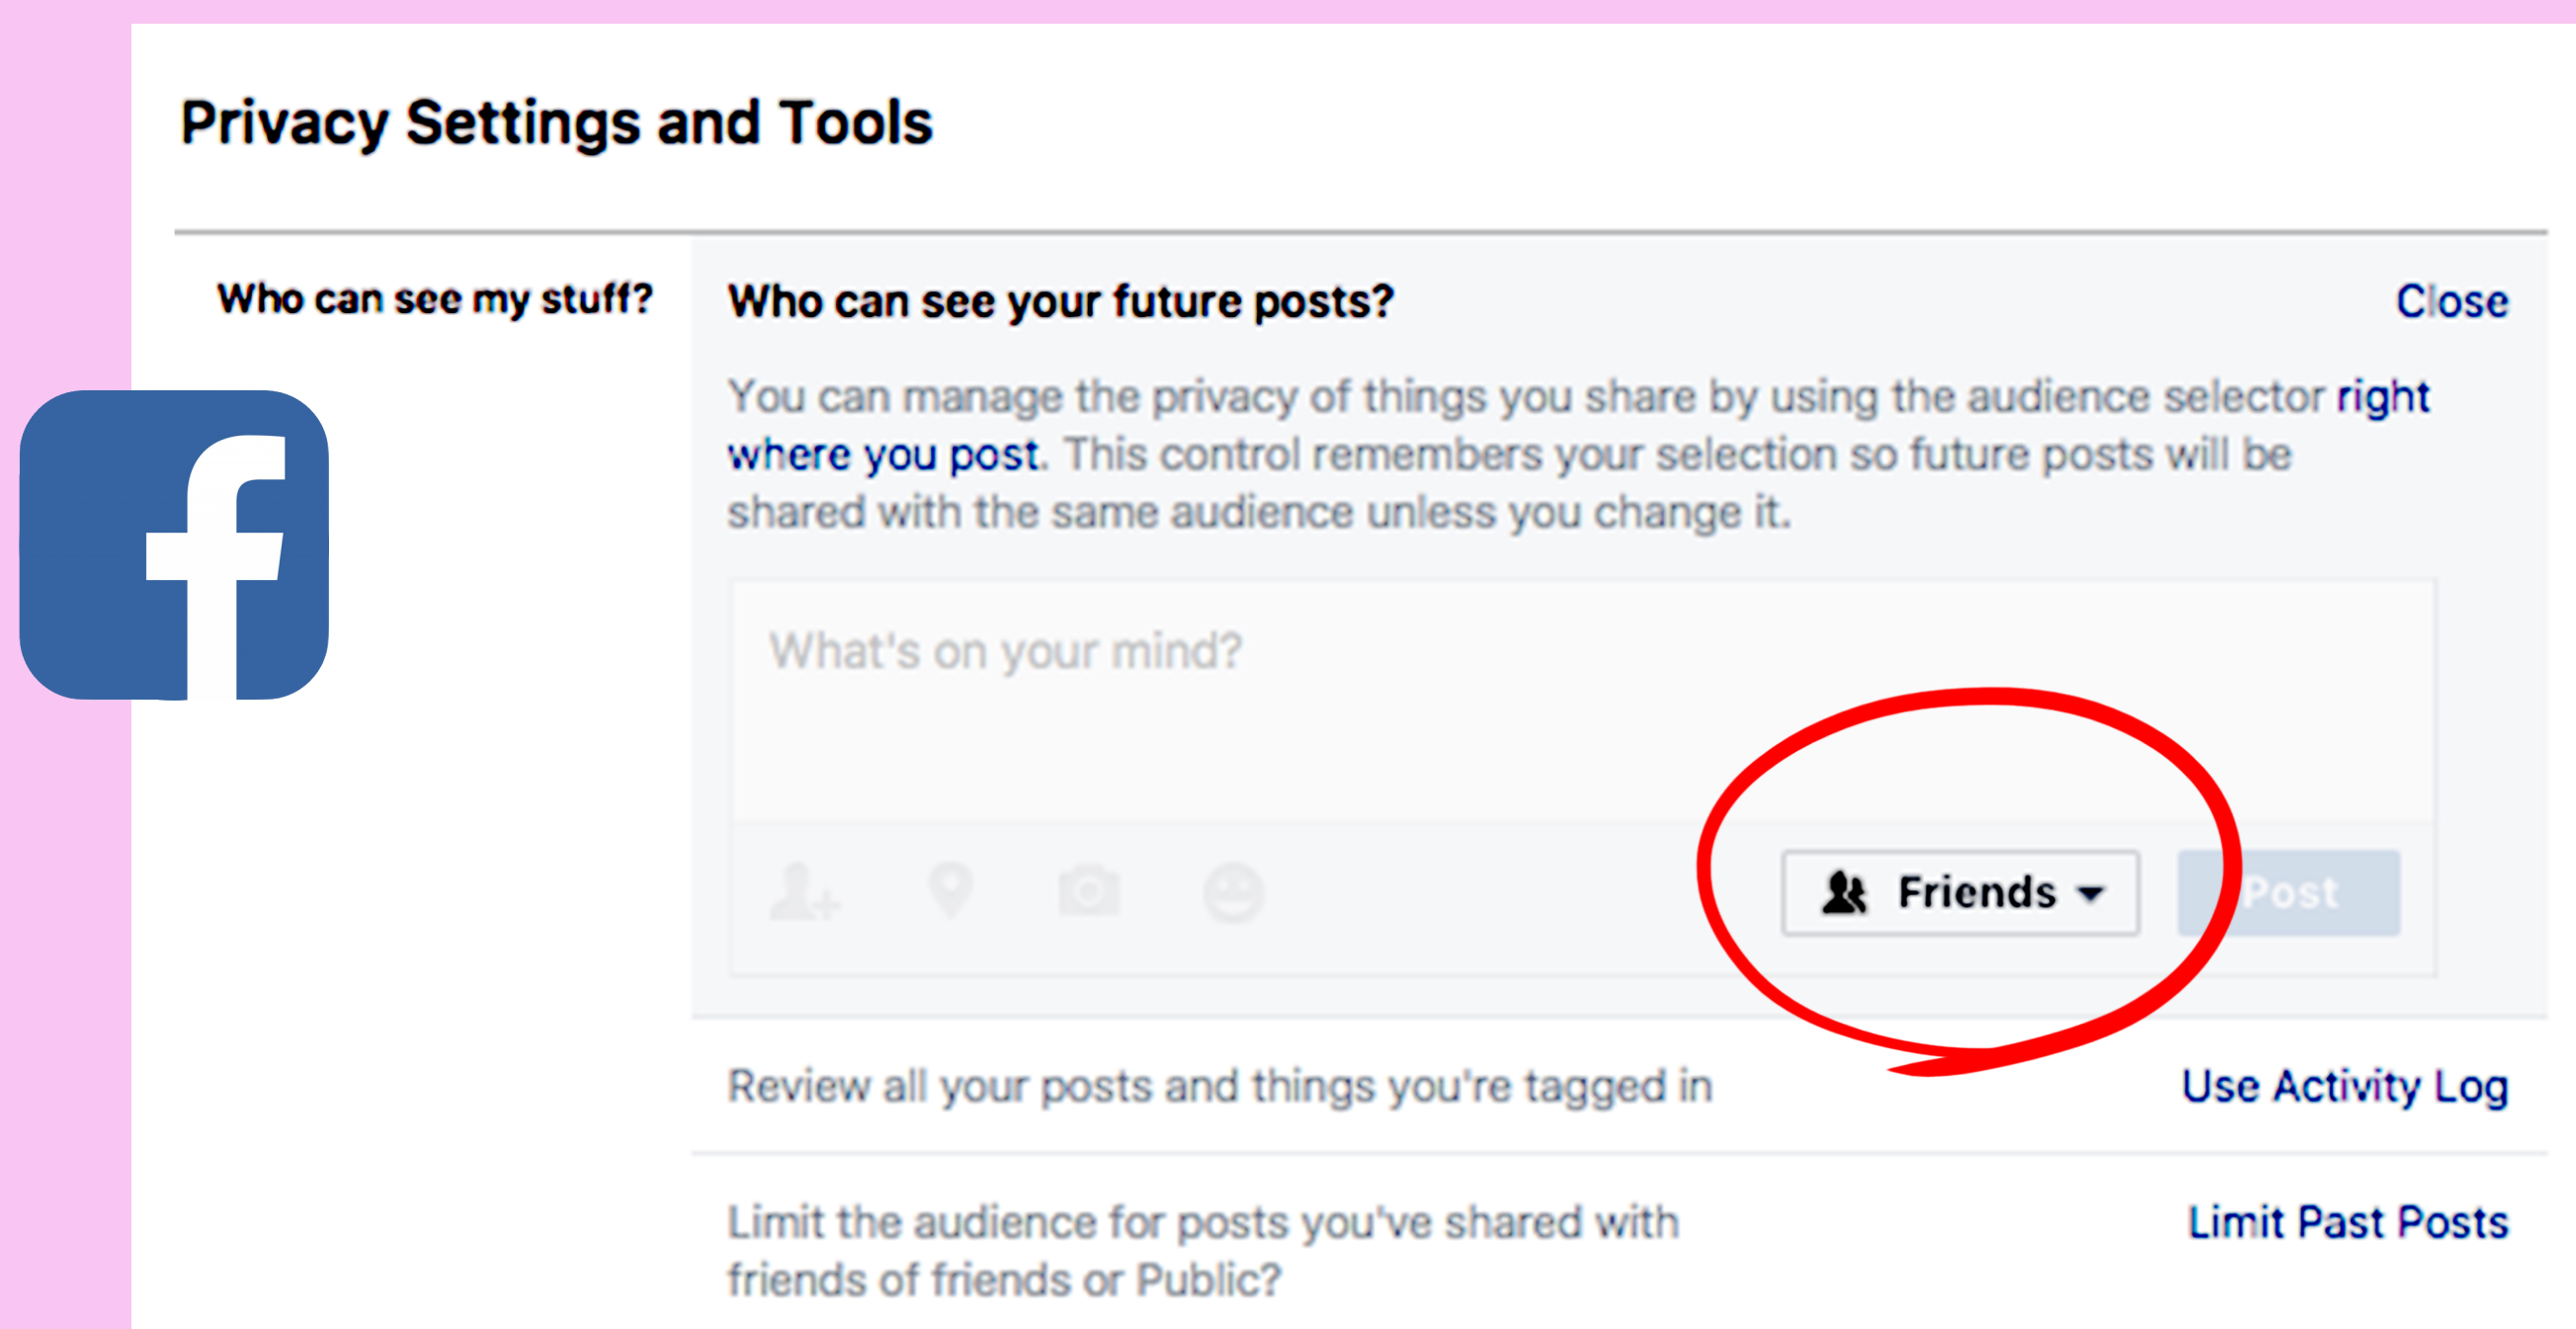 Privacy Settings and Tools
Who can see my stuff?
Who can see your future posts?
Close
You can manage the privacy of things you share by using the audience selector right
where you post. This control remembers your selection so future posts will be
shared with the same audience unless you change it.
What's on your mind?
Friends
Post
Review all your posts and things you're tagged in
Use Activity Log
Limit the audience for posts you've shared with
friends of friends or Public?
Limit Past Posts
f